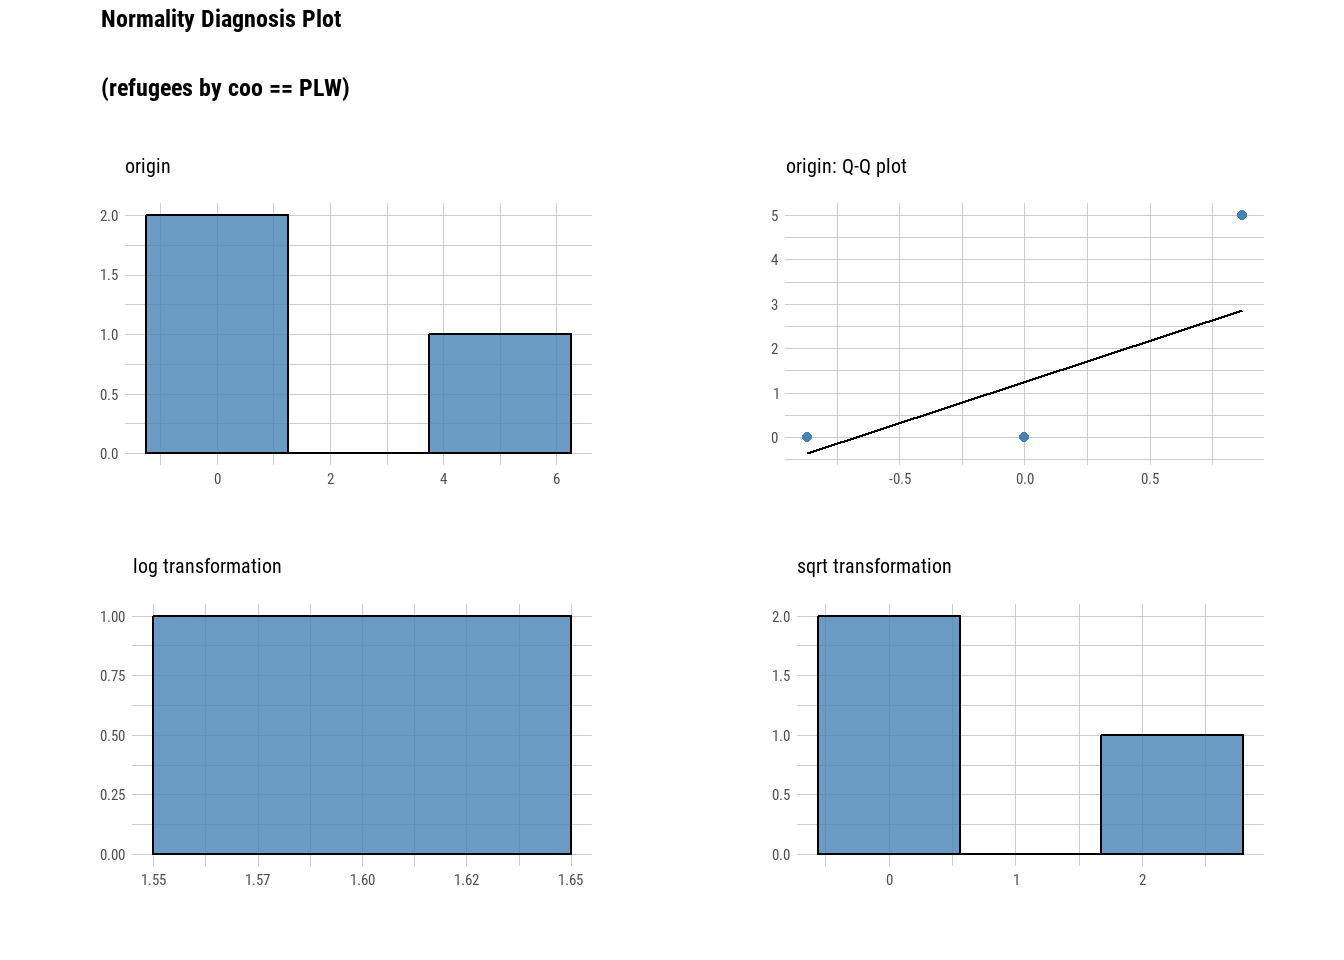 Normality Diagnosis Plot
(refugees by coo == PLW)
origin
2.0
1.5
1.0
0.5
0.0
0 2 4 6
origin: Q-Q plot
5
4
3
2
1
0
-0.5 0.0 0.5
log transformation
1.00
0.75
0.50
0.25
0.00
1.55 1.57 1.60 1.62 1.65
sqrt transformation
2.0
1.5
1.0
0.5
0.0
0 1 2